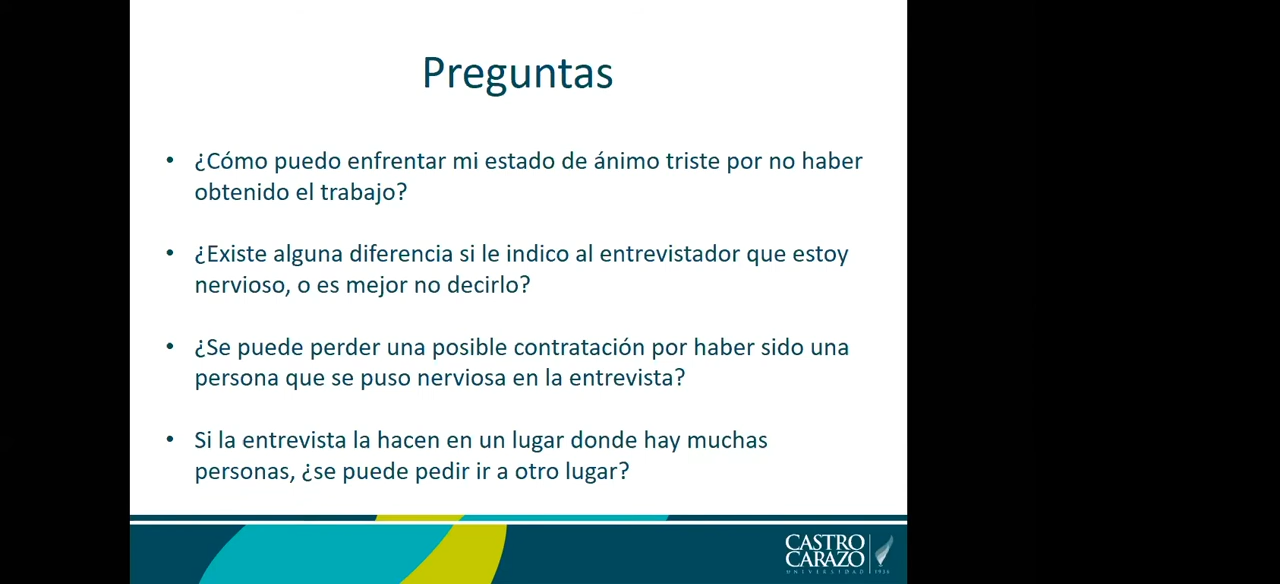 Preguntas
• ¿Cómo puedo enfrentar mi estado de ánimo triste por no haber
obtenido el trabajo?
• ¿Existe alguna diferencia si le indico al entrevistador que estoy
nervioso, o es mejor no decirlo?
• ¿Se puede perder una posible contratación por haber sido una
persona que se puso nerviosa en la entrevista?
• Si la entrevista la hacen en un lugar donde hay muchas
personas, ¿se puede pedir ir a otro lugar?
CASTRO
CARAZO
UNIVERSIDAD